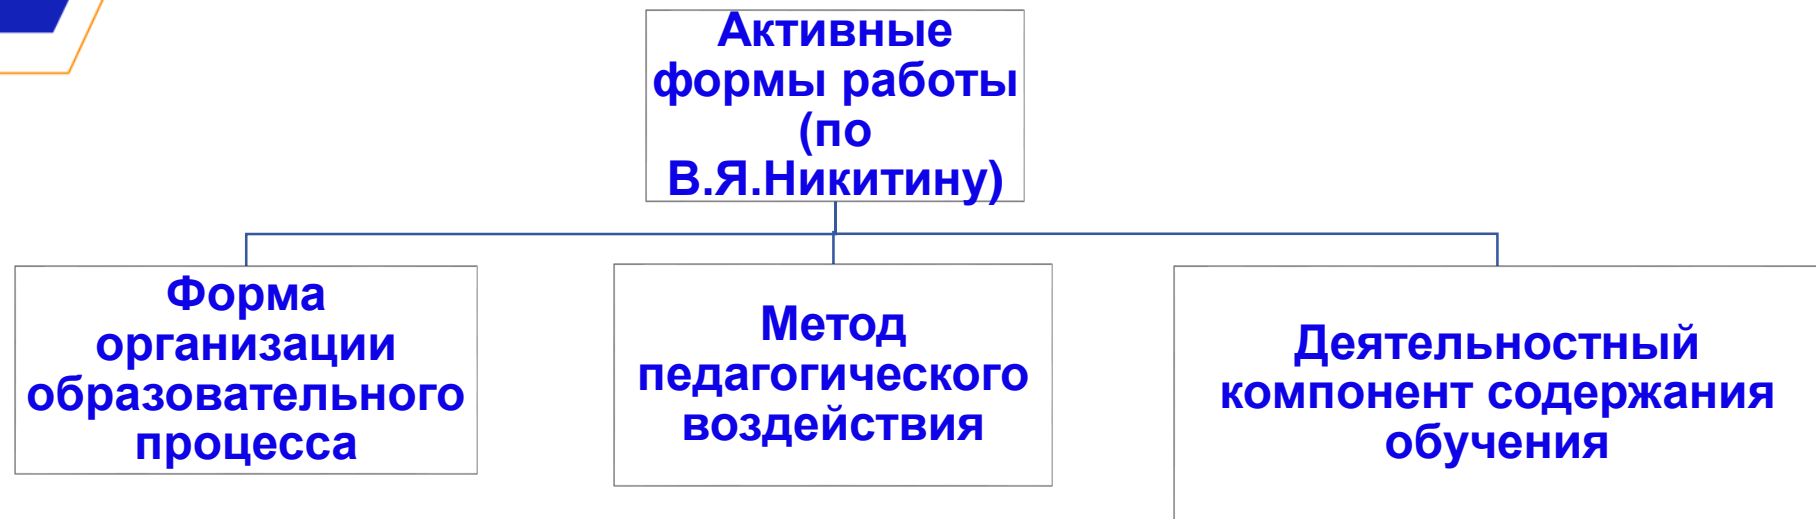 Активные
формы работы
(по
В.Я.Никитину)
Форма
организации
образовательного
процесса
Метод
педагогического
воздействия
Деятельностный
компонент содержания
обучения